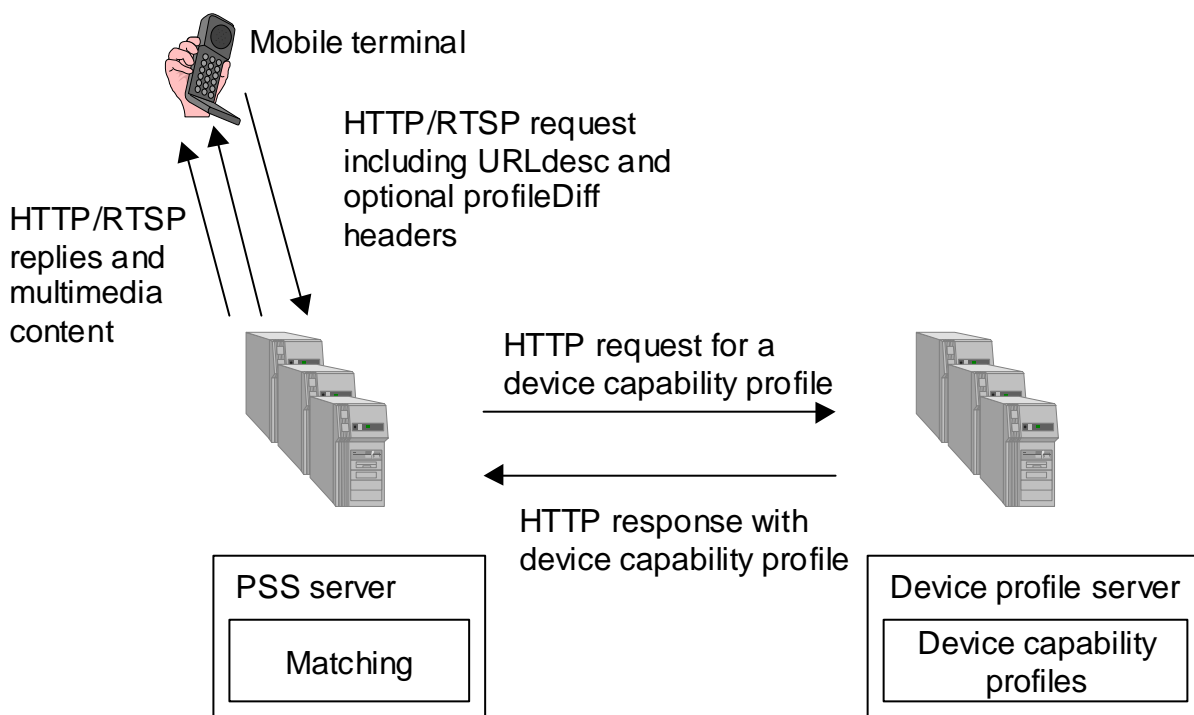 Mobile terminal
HTTP/RTSP request
including URLdesc and
optional profileDiff
headers
HTTP/RTSP
replies and
multimedia
content
HTTP request for a
device capability profile
HTTP response with
device capability profile
PSS server
Matching
Device profile server
Device capability
profiles